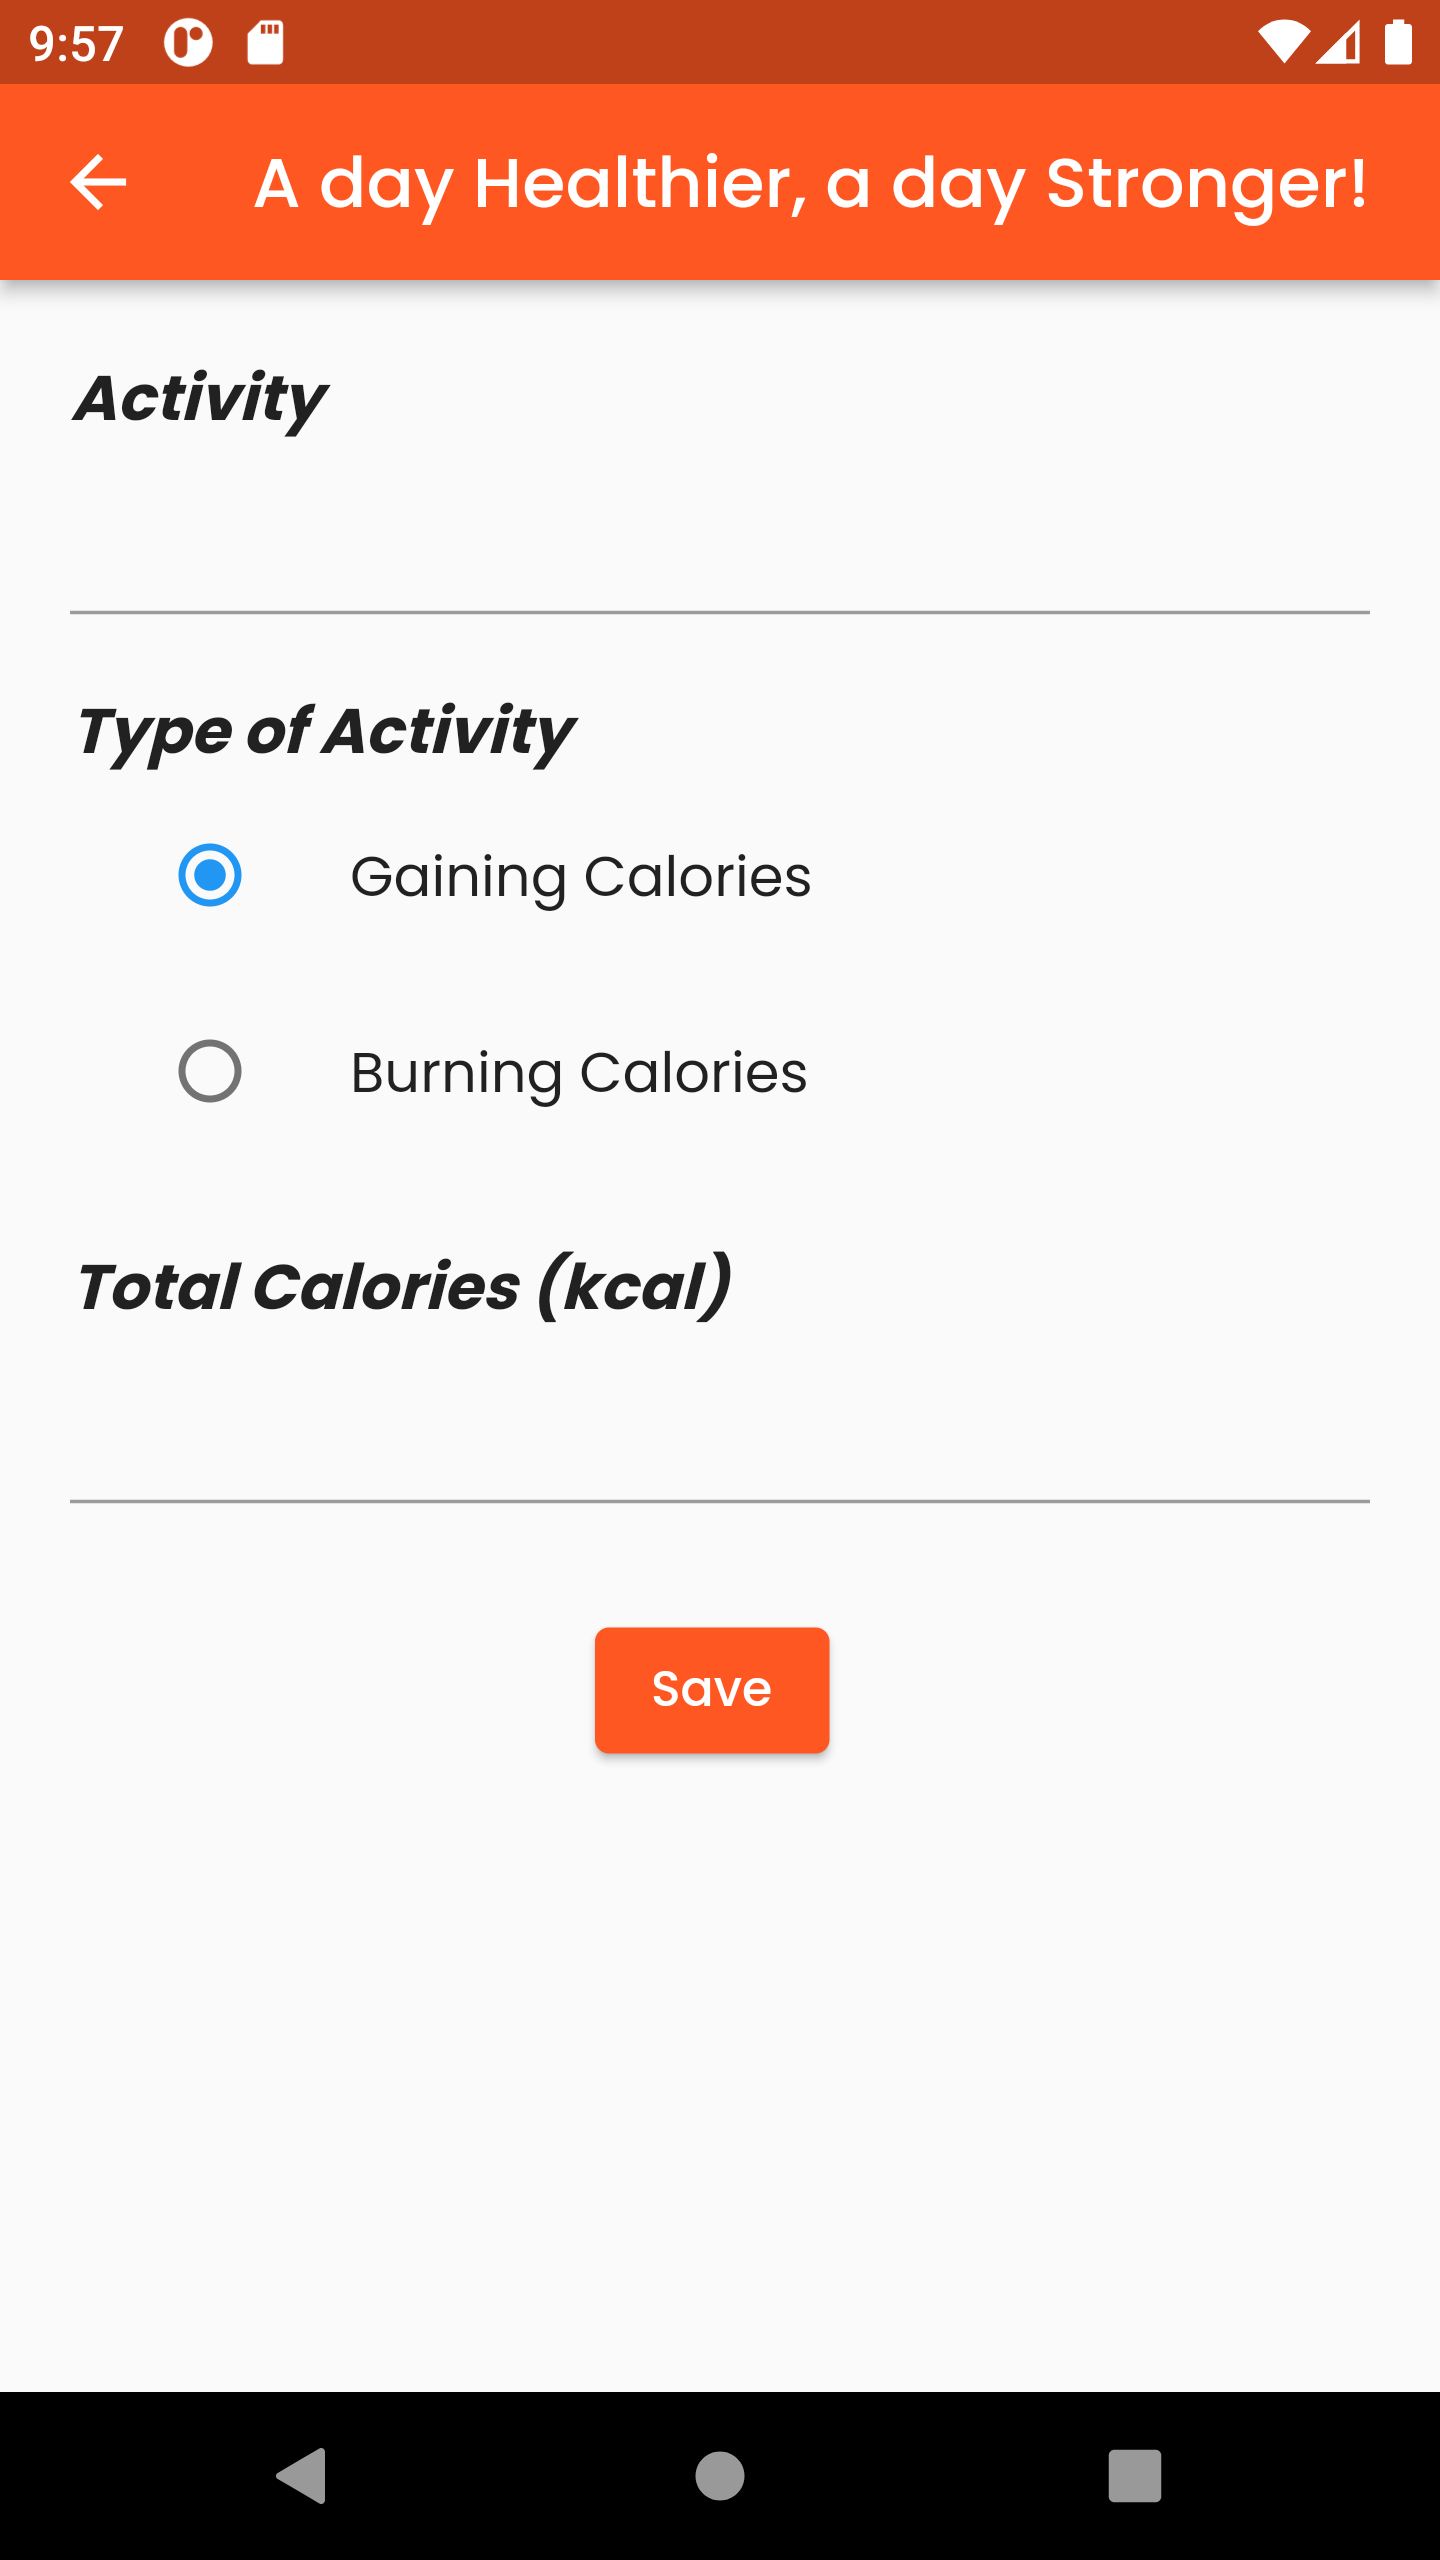 9:57
A day Healthier, a day Stronger!
Activity
Type of Activity
Gaining Calories
Burning Calories
Total Calories (kcal)
Save